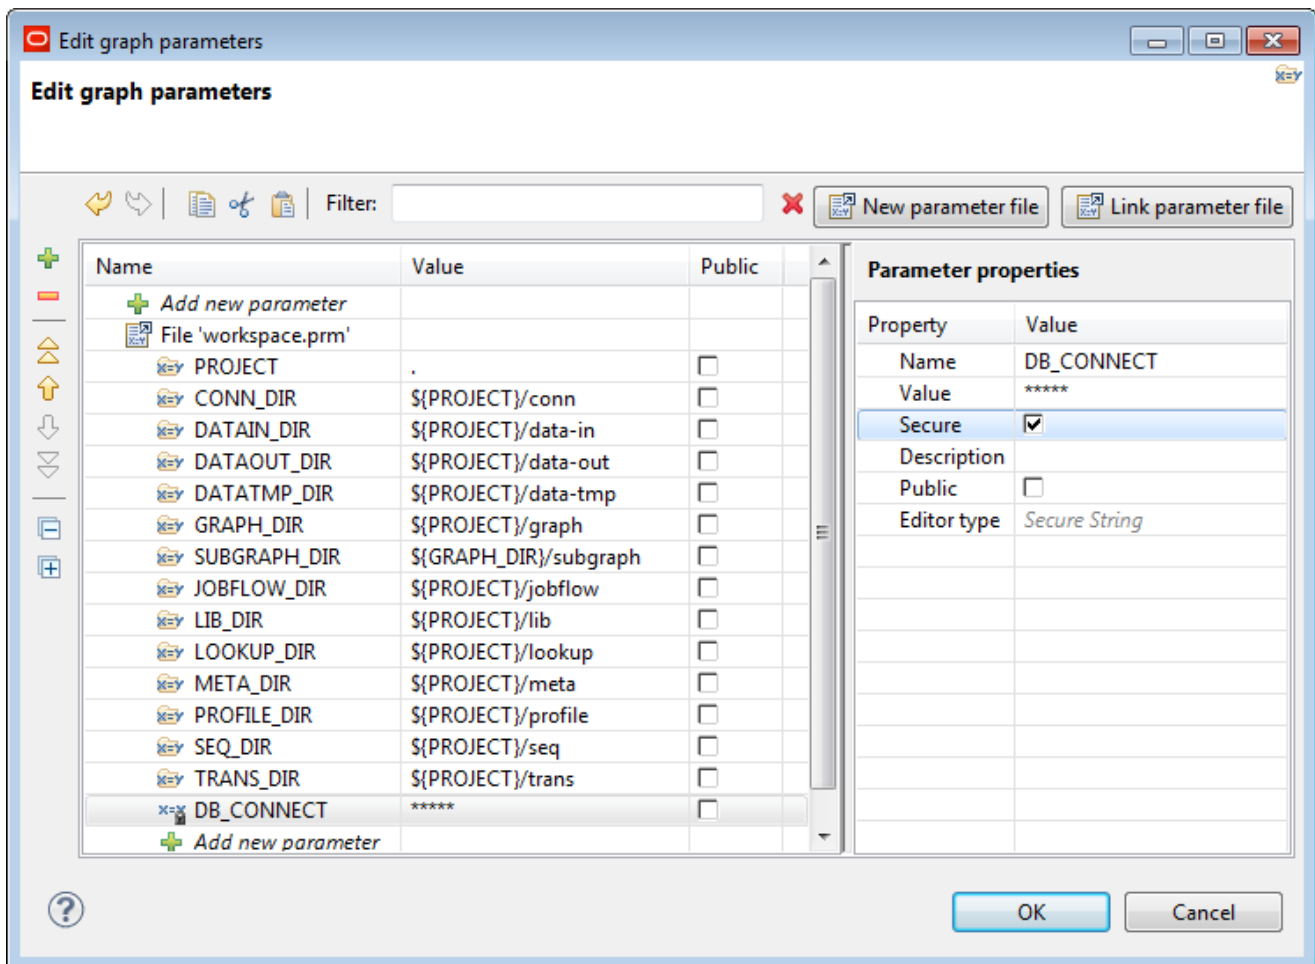 Edit graph parameters
Edit graph parameters
Filter:
New parameter file
Link parameter file
Name Value Public
Add new parameter
File 'workspace.prm'
PROJECT .
CONN_DIR ${PROJECT}/conn
DATAIN_DIR ${PROJECT}/data-in
DATAOUT_DIR ${PROJECT}/data-out
DATATMP_DIR ${PROJECT}/data-tmp
GRAPH_DIR ${PROJECT}/graph
SUBGRAPH_DIR ${GRAPH_DIR}/subgraph
JOBFLOW_DIR ${PROJECT}/jobflow
LIB_DIR ${PROJECT}/lib
LOOKUP_DIR ${PROJECT}/lookup
META_DIR ${PROJECT}/meta
PROFILE_DIR ${PROJECT}/profile
SEQ_DIR ${PROJECT}/seq
TRANS_DIR ${PROJECT}/trans
DB_CONNECT *****
Add new parameter
Parameter properties
Property Value
Name DB_CONNECT
Value *****
Secure
Description
Public
Editor type Secure String
OK
Cancel